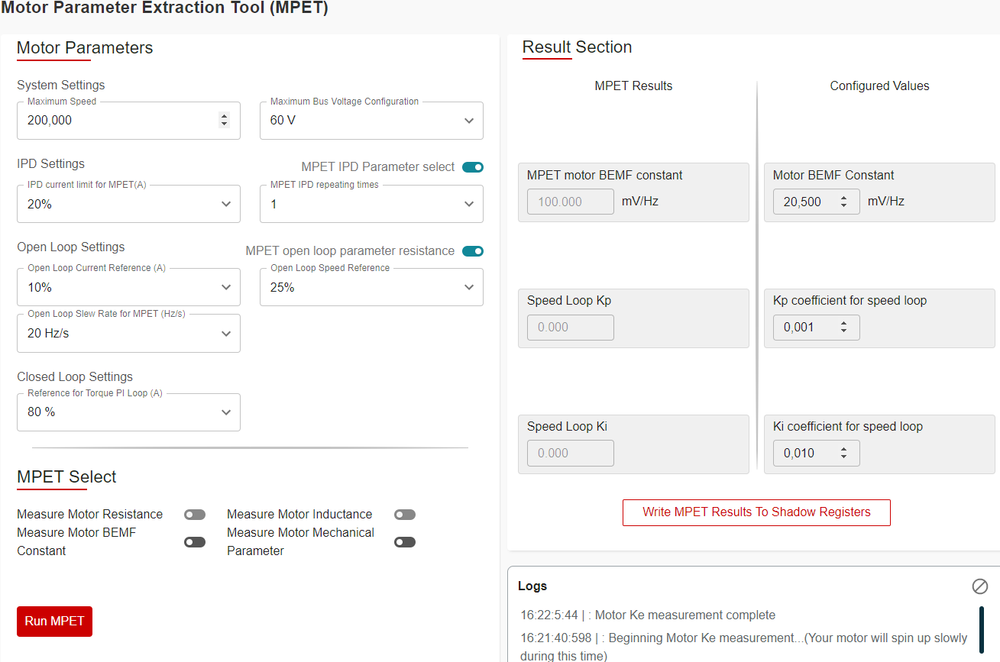 Motor Parameter Extraction Tool (MPET)
Motor Parameters
System Settings
Maximum Speed
200,000
Maximum Bus Voltage Configuration
60 V
IPD Settings
MPET IPD Parameter select
IPD current limit for MPET(A)
20%
MPET IPD repeating times
1
Open Loop Settings
MPET open loop parameter resistance
Open Loop Current Reference (A)
10%
Open Loop Speed Reference
25%
Open Loop Slew Rate for MPET (Hz/s)
20 Hz/s
Closed Loop Settings
Reference for Torque PI Loop (A)
80 %
MPET Select
Measure Motor Resistance
Measure Motor Inductance
Measure Motor BEMF
Constant
Measure Motor Mechanical
Parameter
Run MPET
Result Section
MPET Results
Configured Values
MPET motor BEMF constant
100.000 mV/Hz
Motor BEMF Constant
20,500 mV/Hz
Speed Loop Kp
0.000
Kp coefficient for speed loop
0,001
Speed Loop Ki
0.000
Ki coefficient for speed loop
0,010
Write MPET Results To Shadow Registers
Logs
16:22:5:44 | : Motor Ke measurement complete
16:21:40:598 | : Beginning Motor Ke measurement...(Your motor will spin up slowly
during this time)